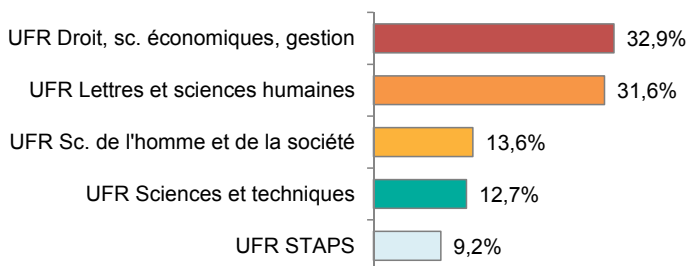 UFR Droit, sc. économiques, gestion 32,9%
UFR Lettres et sciences humaines 31,6%
UFR Sc. de l'homme et de la société 13,6%
UFR Sciences et techniques 12,7%
UFR STAPS 9,2%